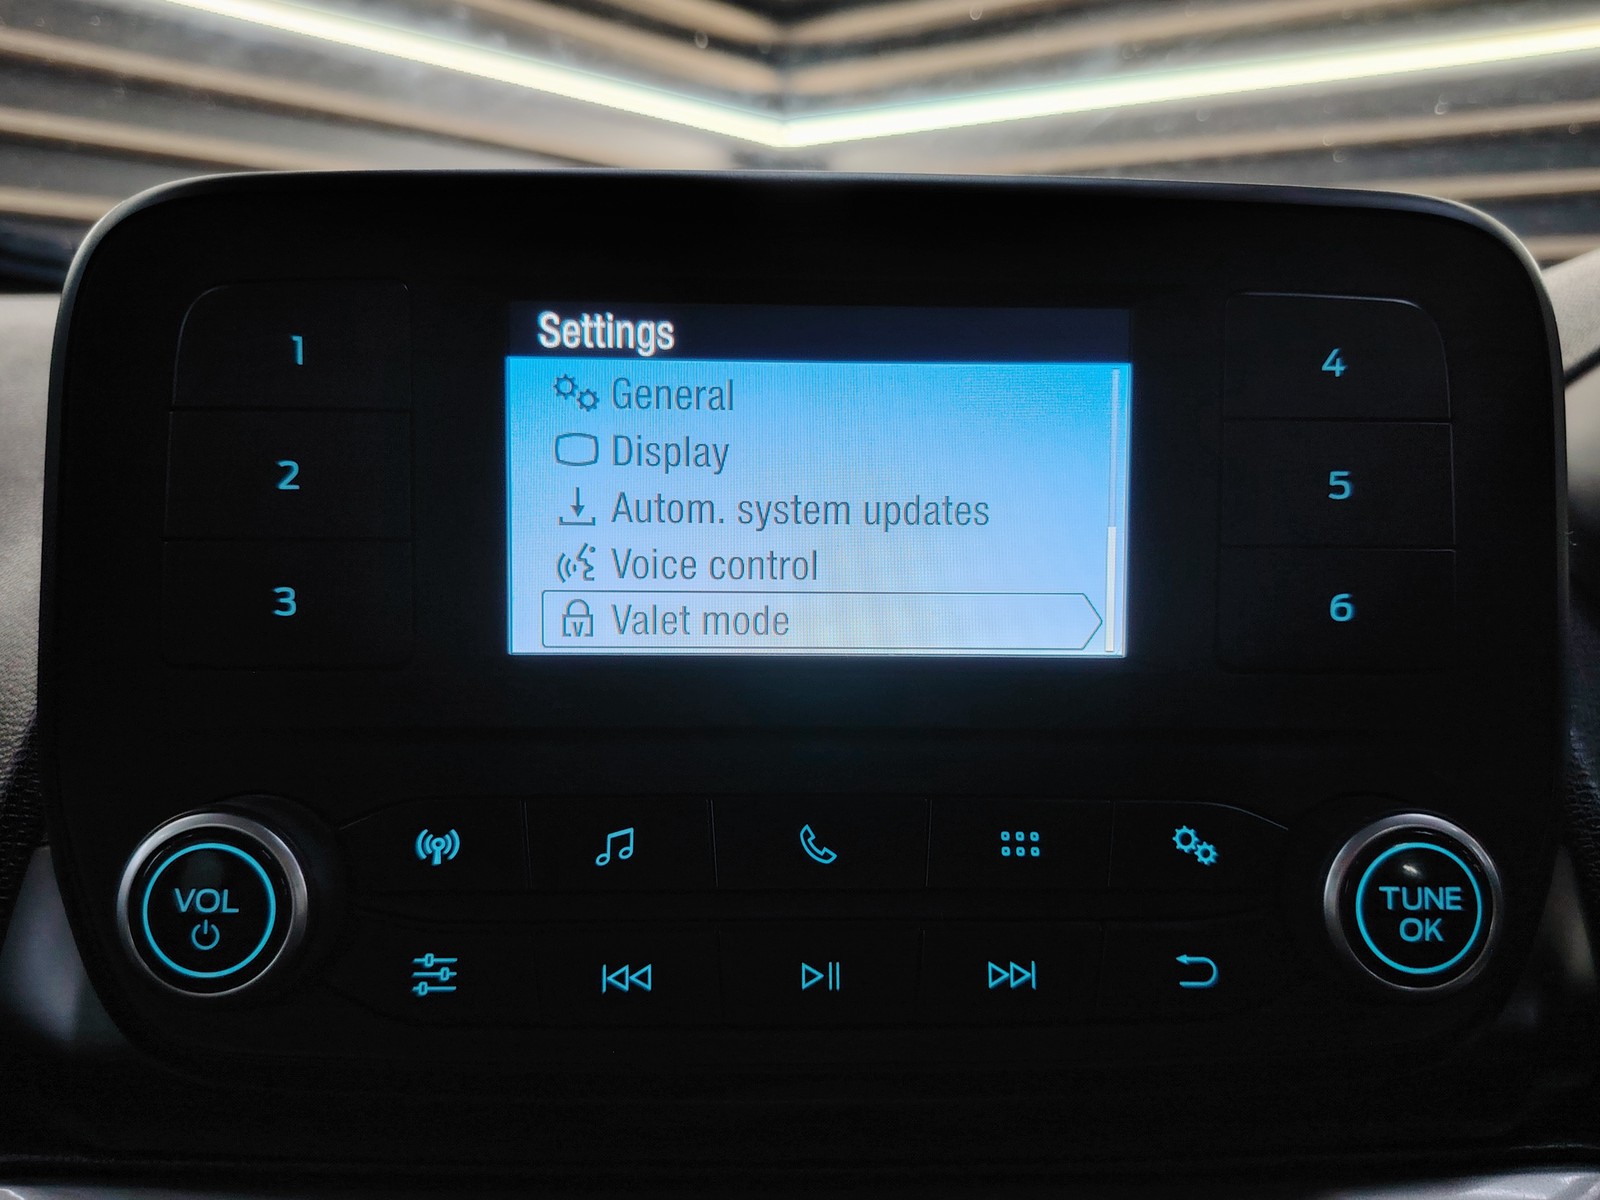 Settings
General
Display
Autom. system updates
Voice control
Valet mode
1
2
3
4
5
6
VOL
TUNE
OK